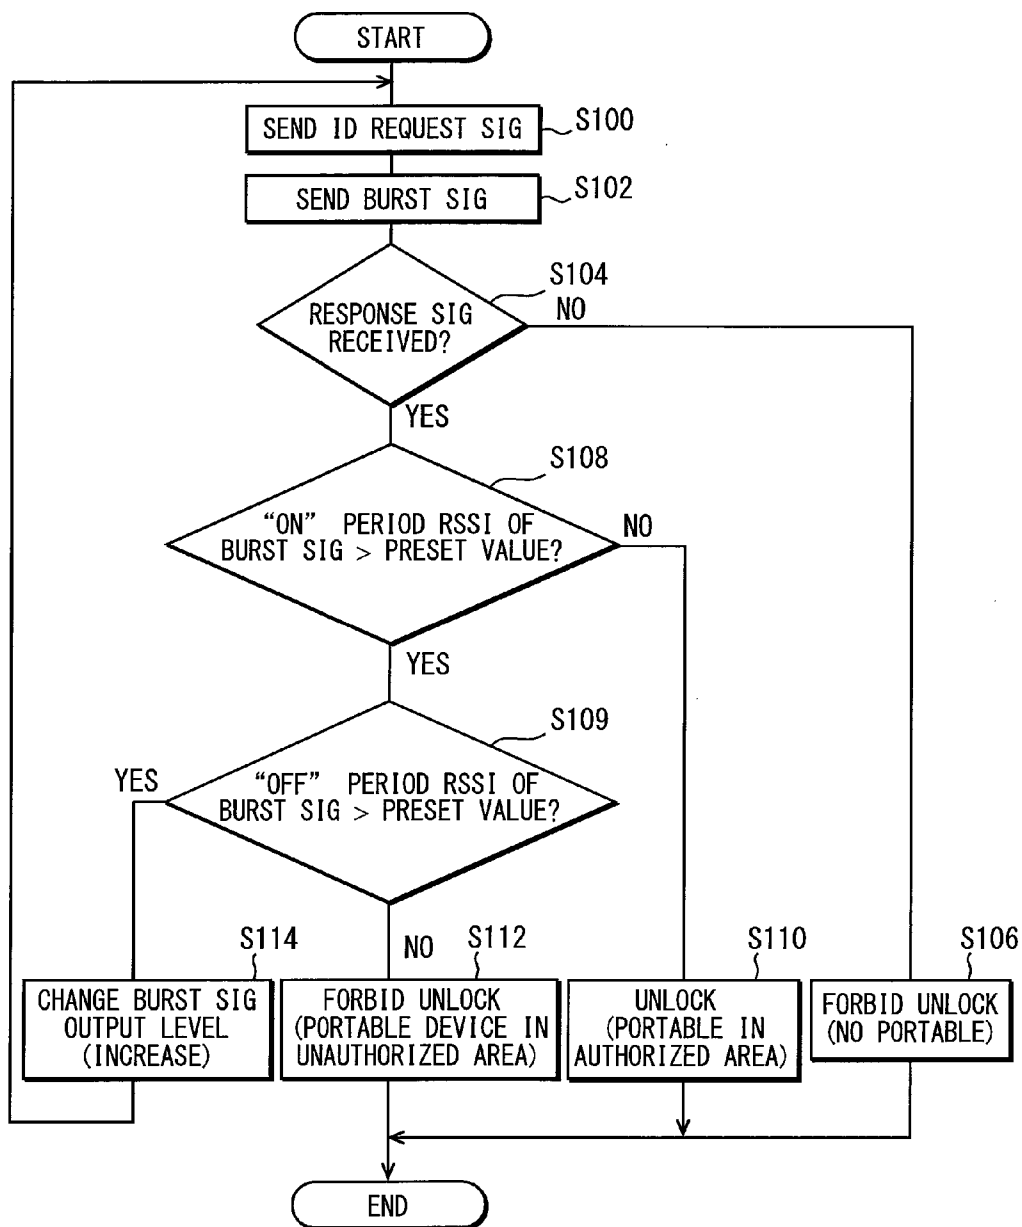 START
SEND ID REQUEST SIG
S100
SEND BURST SIG
S102
S104
RESPONSE SIG
RECEIVED?
NO
YES
S108
“ON” PERIOD RSSI OF
BURST SIG > PRESET VALUE?
NO
YES
S109
“OFF” PERIOD RSSI OF
BURST SIG > PRESET VALUE?
YES
NO
S114
CHANGE BURST SIG
OUTPUT LEVEL
(INCREASE)
S112
FORBID UNLOCK
(PORTABLE DEVICE IN
UNAUTHORIZED AREA)
S110
UNLOCK
(PORTABLE IN
AUTHORIZED AREA)
S106
FORBID UNLOCK
(NO PORTABLE)
END